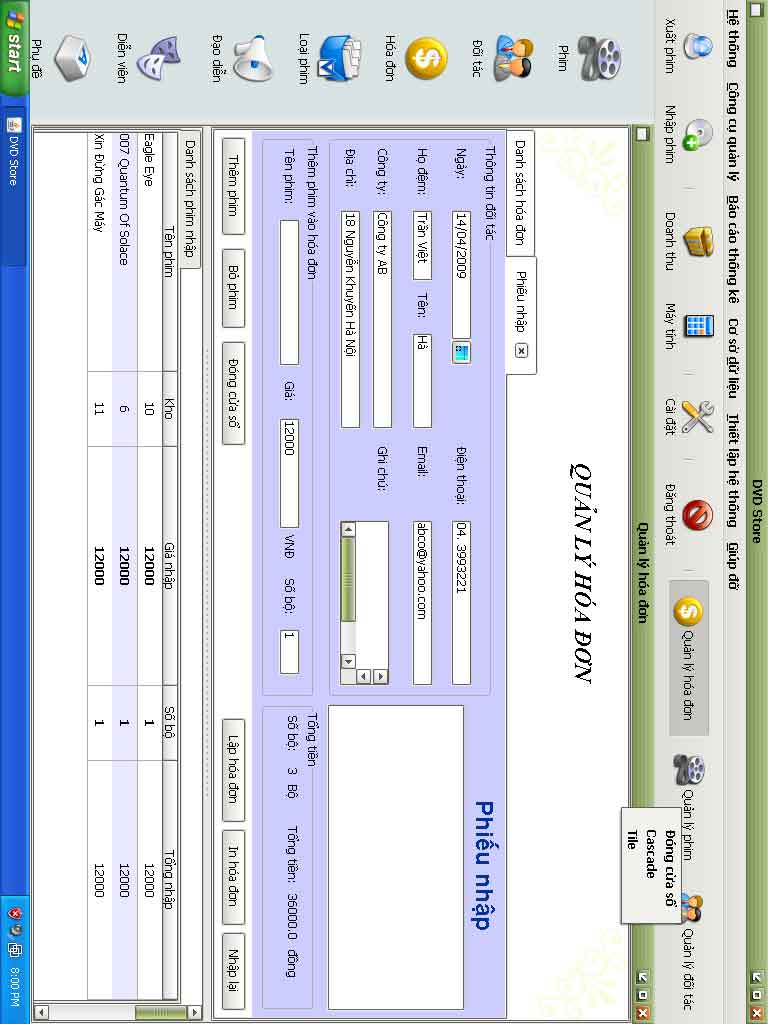 DVD Store
Hệ thống Công cụ quản lý Báo cáo thống kê Cơ sở dữ liệu Thiết lập hệ thống Giúp đỡ
Xuất phim Nhập phim Doanh thu Máy tính Cài đặt Đăng thoát Quản lý hóa đơn Quản lý phim Quản lý đối tác
Đóng cửa sổ
Cascade
Tile
Phim
Đối tác
Hóa đơn
Loại phim
Đạo diễn
Diễn viên
Phụ đề
Quản lý hóa đơn
QUẢN LÝ HÓA ĐƠN
Danh sách hóa đơn Phiếu nhập
Phiếu nhập
Thông tin đối tác
Ngày: 14/04/2009 Điện thoại: 04. 3993221
Họ đệm: Trần Việt Tên: Hà Email: abco@yahoo.com
Công ty: Công ty AB Ghi chú:
Địa chỉ: 18 Nguyễn Khuyến Hà Nội
Thêm phim vào hóa đơn Tổng tiền
Tên phim: Giá: 12000 VNĐ Số bộ: 1 Số bộ: 3 Bộ Tổng tiền: 36000.0 đồng
Thêm phim Bỏ phim Đóng cửa sổ Lập hóa đơn In hóa đơn Nhập lại
Danh sách phim nhập
Tên phim Kho Giá nhập Số bộ Tổng nhập
Eagle Eye 10 12000 1 12000
007 Quantum Of Solace 6 12000 1 12000
Xin Đừng Gác Máy 11 12000 1 12000
start DVD Store 8:00 PM